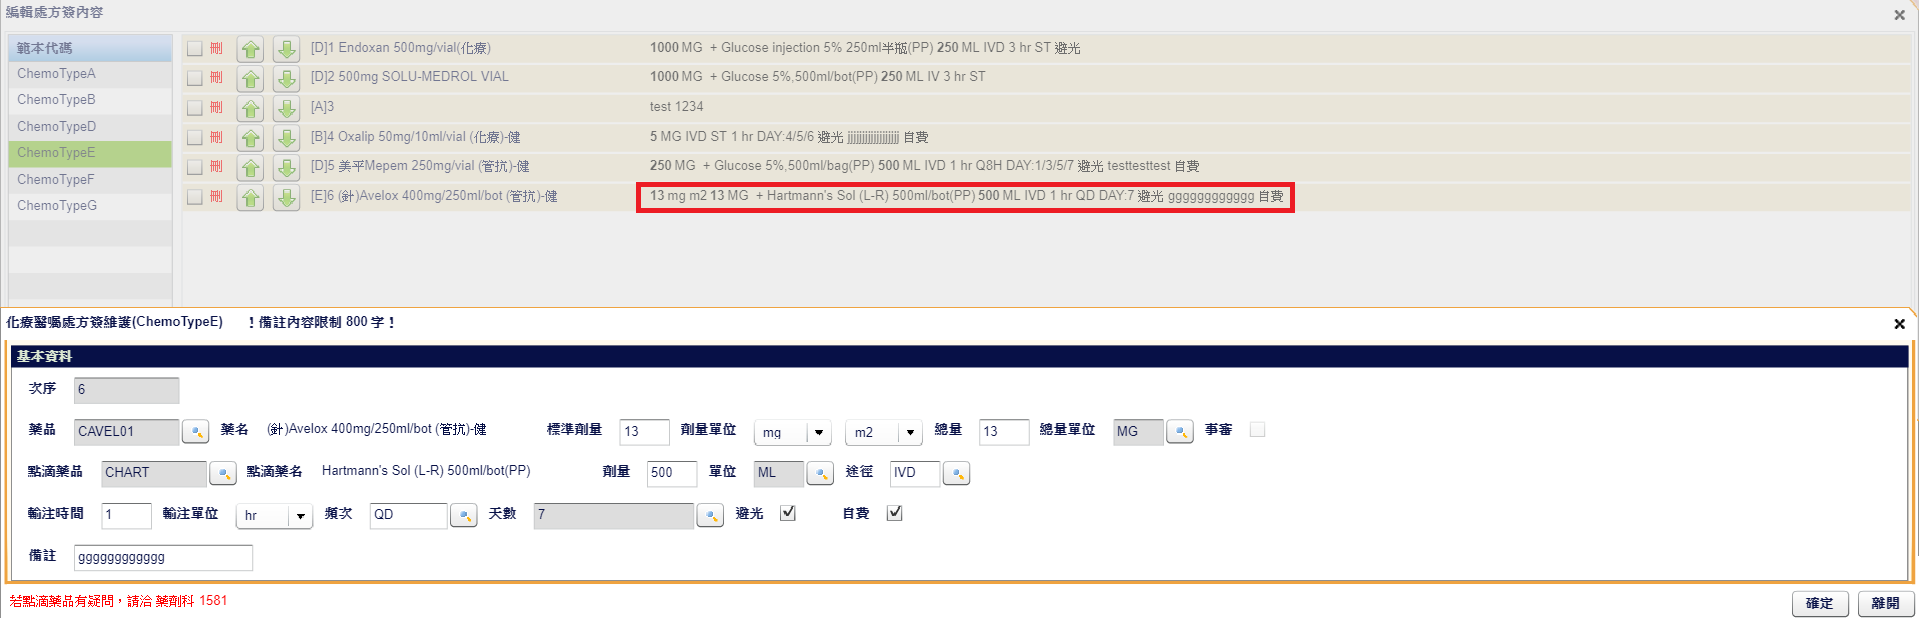 編輯處方簽內容
範本代碼
ChemoTypeA
ChemoTypeB
ChemoTypeD
ChemoTypeE
ChemoTypeF
ChemoTypeG
刪 [D]1 Endoxan 500mg/vial(化療) 1000 MG + Glucose injection 5% 250ml半瓶(PP) 250 ML IVD 3 hr ST 避光
刪 [D]2 500mg SOLU-MEDROL VIAL 1000 MG + Glucose 5%,500ml/bot(PP) 250 ML IV 3 hr ST
刪 [A]3 test 1234
刪 [B]4 Oxalip 50mg/10ml/vial (化療)-健 5 MG IVD ST 1 hr DAY:4/5/6 避光 jjjjjjjjjjjjjjjjj 自費
刪 [D]5 美平Mepem 250mg/vial (管抗)-健 250 MG + Glucose 5%,500ml/bag(PP) 500 ML IVD 1 hr Q8H DAY:1/3/5/7 避光 testtesttest 自費
刪 [E]6 (針)Avelox 400mg/250ml/bot (管抗)-健 13 mg m2 13 MG + Hartmann's Sol (L-R) 500ml/bot(PP) 500 ML IVD 1 hr QD DAY:7 避光 gggggggggggg 自費
化療醫囑處方簽維護(ChemoTypeE) ！備註內容限制 800 字！
基本資料
次序 6
藥品 CAVEL01 藥名 (針)Avelox 400mg/250ml/bot (管抗)-健 標準劑量 13 劑量單位 mg m2 總量 13 總量單位 MG 事審
點滴藥品 CHART 點滴藥名 Hartmann's Sol (L-R) 500ml/bot(PP) 劑量 500 單位 ML 途徑 IVD
輸注時間 1 輸注單位 hr 頻次 QD 天數 7 避光 自費
備註 gggggggggggg
若點滴藥品有疑問，請洽 藥劑科 1581
確定 離開